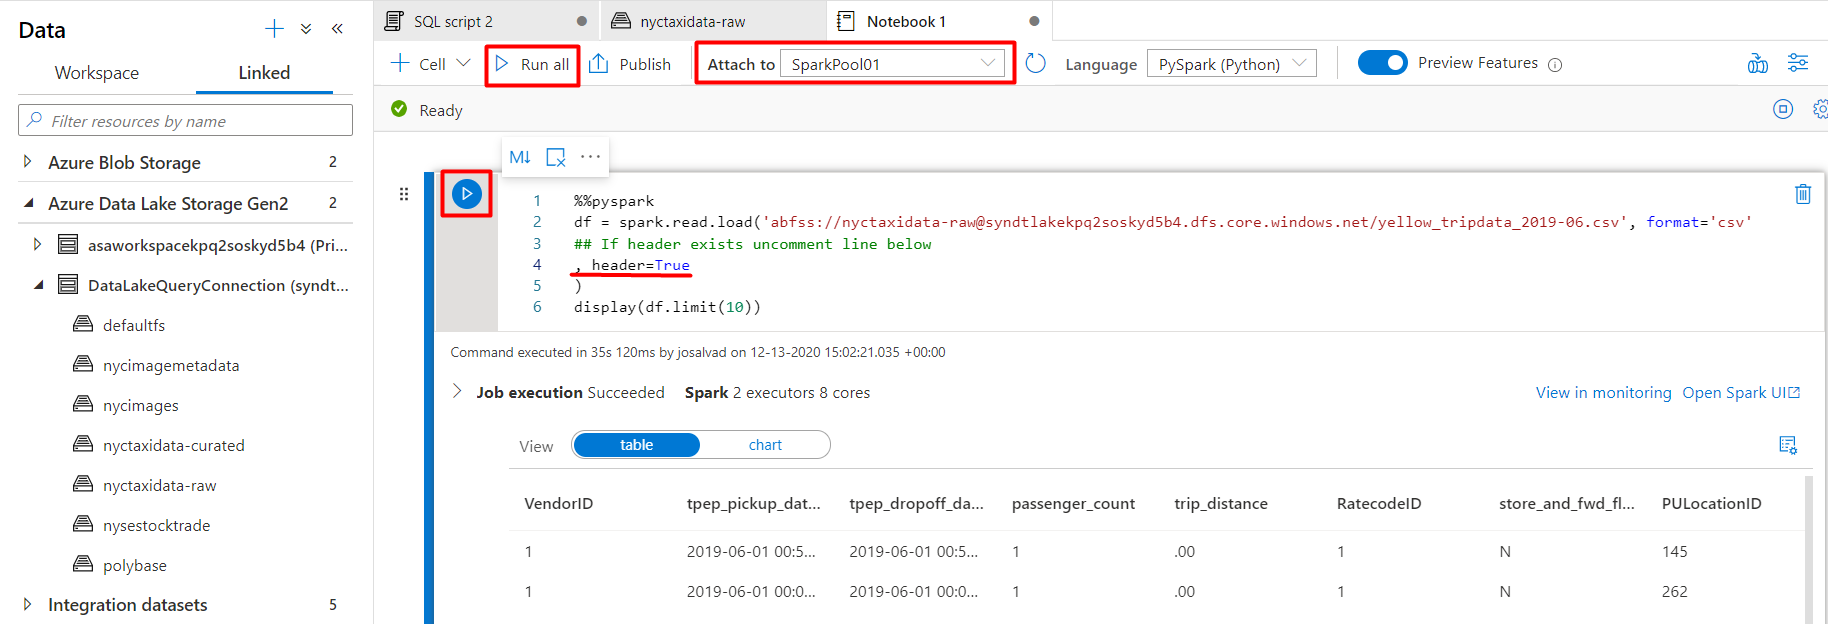 Data
Workspace
Linked
Filter resources by name
Azure Blob Storage 2
Azure Data Lake Storage Gen2 2
asaworkspacekpq2soskyd5b4 (Pri...
DataLakeQueryConnection (syndt...
defaultfs
nycimagemetadata
nycimages
nyctaxidata-curated
nyctaxidata-raw
nysestocktrade
polybase
Integration datasets 5
SQL script 2
nyctaxidata-raw
Notebook 1
Cell
Run all
Publish
Attach to SparkPool01
Language PySpark (Python)
Preview Features
Ready
M↓ ...
1 %%pyspark
2 df = spark.read.load('abfss://nyctaxidata-raw@syndtlakekpq2soskyd5b4.dfs.core.windows.net/yellow_tripdata_2019-06.csv', format='csv'
3 ## If header exists uncomment line below
4 , header=True
5 )
6 display(df.limit(10))
Command executed in 35s 120ms by josalvad on 12-13-2020 15:02:21.035 +00:00
Job execution Succeeded Spark 2 executors 8 cores
View in monitoring Open Spark UI
View table chart
VendorID tpep_pickup_dat... tpep_dropoff_da... passenger_count trip_distance RatecodeID store_and_fwd_fl... PULocationID
1 2019-06-01 00:5... 2019-06-01 00:5... 1 .00 1 N 145
1 2019-06-01 00:0... 2019-06-01 00:0... 1 .00 1 N 262